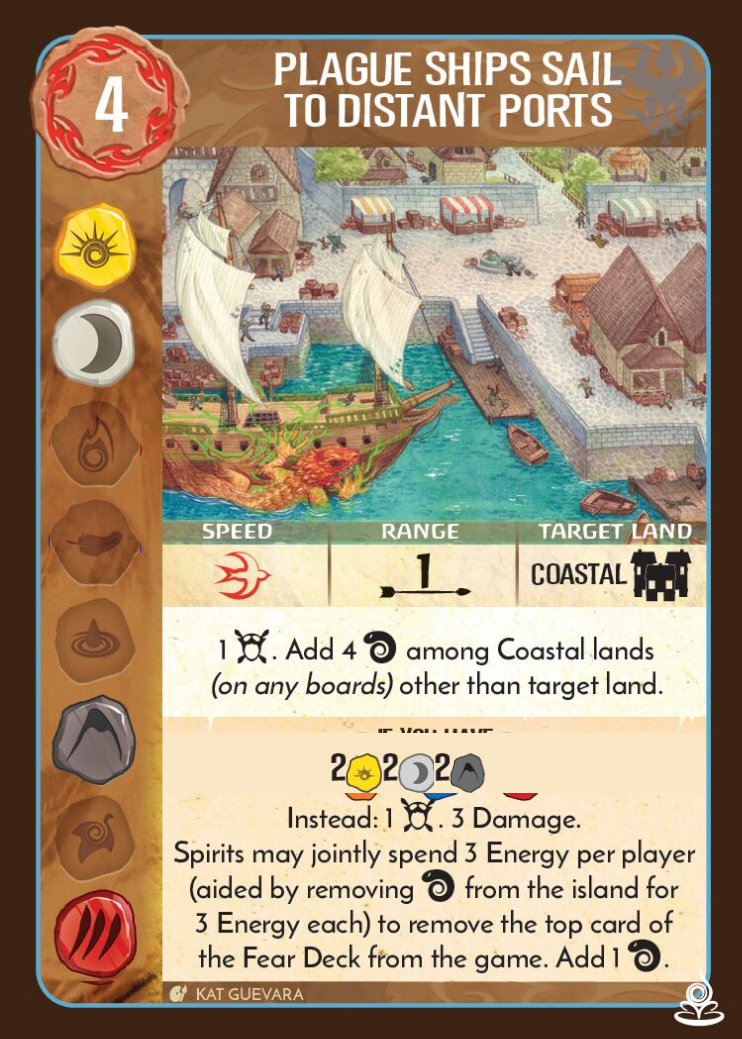 4
PLAGUE SHIPS SAIL
TO DISTANT PORTS
SPEED RANGE TARGET LAND
1 COASTAL
1 . Add 4 among Coastal lands
(on any boards) other than target land.
IF YOU HAVE
2 2 2
Instead: 1 . 3 Damage.
Spirits may jointly spend 3 Energy per player
(aided by removing from the island for
3 Energy each) to remove the top card of
the Fear Deck from the game. Add 1 .
KAT GUEVARA